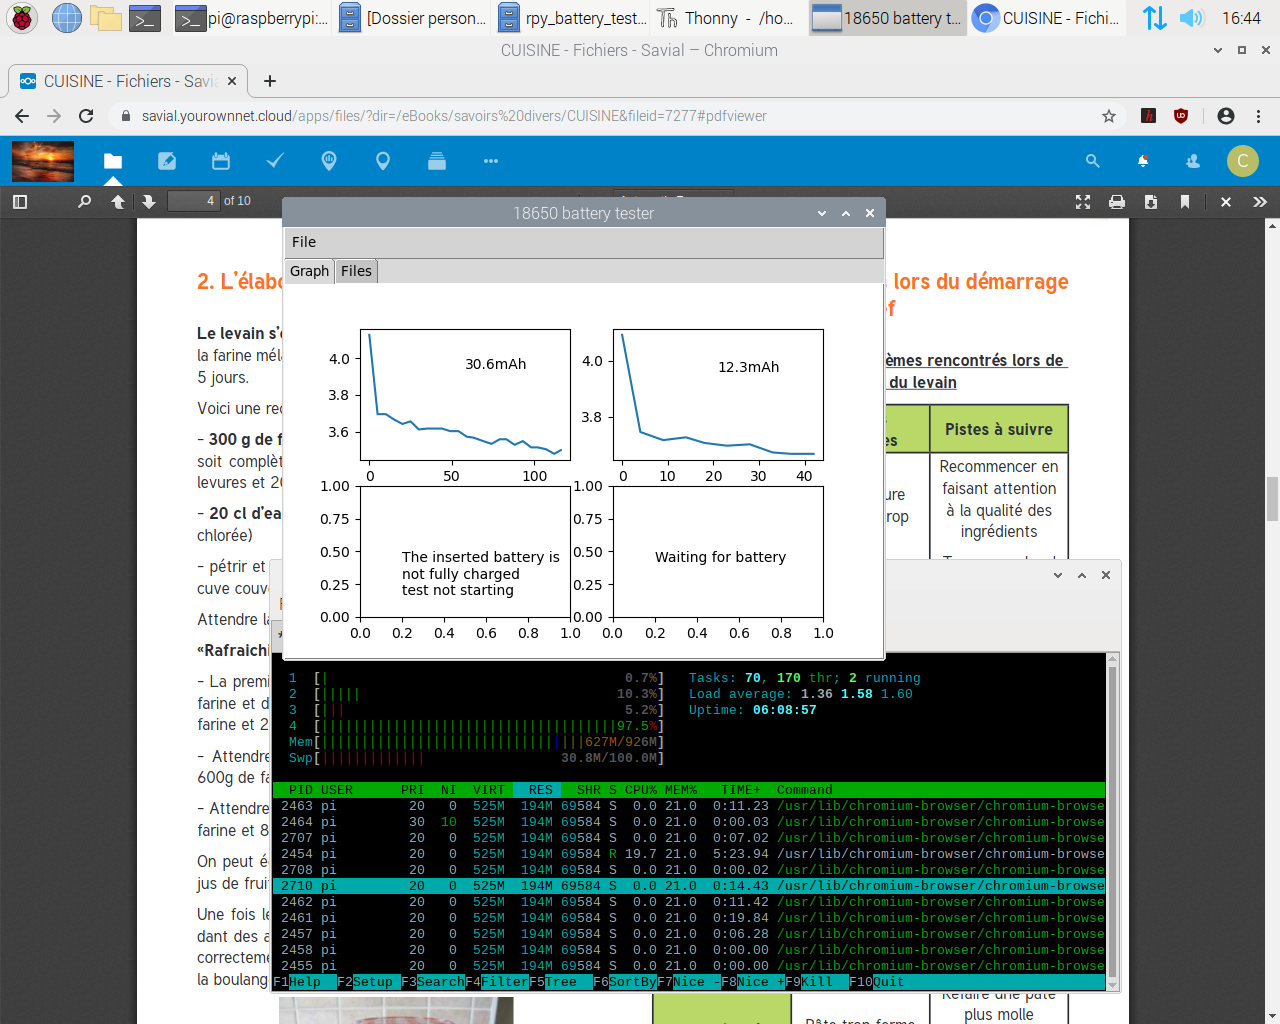 pi@raspberrypi:...
[Dossier person...
rpy_battery_test...
Thonny - /ho...
18650 battery t...
CUISINE - Fichi...
16:44
CUISINE - Fichiers - Savial – Chromium
CUISINE - Fichiers - Savia
savial.yourownnet.cloud/apps/files/?dir=/eBooks/savoirs%20divers/CUISINE&fileid=7277#pdfviewer
C
4 of 10
18650 battery tester
File
Graph Files
30.6mAh
4.0
3.8
3.6
0 50 100
12.3mAh
4.0
3.8
0 10 20 30 40
The inserted battery is
not fully charged
test not starting
1.00
0.75
0.50
0.25
0.00
0.0 0.2 0.4 0.6 0.8 1.0
Waiting for battery
1.00
0.75
0.50
0.25
0.00
0.0 0.2 0.4 0.6 0.8 1.0
2. L'élabo
lors du démarrage
Le levain s'
la farine méla
5 jours.
Voici une rec
– 300 g de f
soit complèt
levures et 20
– 20 cl d'ea
chlorée)
– pétrir et
cuve couv
Attendre la
«Rafraichi
– La premi
farine et d
farine et 2
– Attendre
600g de fa
– Attendre
farine et 8
On peut é
jus de fruit
Une fois le
dant des a
correcteme
la boulang
èmes rencontrés lors de
du levain
Pistes à suivre
Recommencer en
faisant attention
à la qualité des
ingrédients
ure
rop
1 [| 0.7%]
2 [||||| 10.3%]
3 [||| 5.2%]
4 [|||||||||||||||||||||||||||||||||||||97.5%]
Mem[|||||||||||||||||||||||||||||||||627M/926M]
Swp[||||||||||||| 30.8M/100.0M]
Tasks: 70, 170 thr; 2 running
Load average: 1.36 1.58 1.60
Uptime: 06:08:57
PID USER PRI NI VIRT RES SHR S CPU% MEM% TIME+ Command
2463 pi 20 0 525M 194M 69584 S 0.0 21.0 0:11.23 /usr/lib/chromium-browser/chromium-browse
2464 pi 30 10 525M 194M 69584 S 0.0 21.0 0:00.03 /usr/lib/chromium-browser/chromium-browse
2707 pi 20 0 525M 194M 69584 S 0.0 21.0 0:07.02 /usr/lib/chromium-browser/chromium-browse
2454 pi 20 0 525M 194M 69584 R 19.7 21.0 5:23.94 /usr/lib/chromium-browser/chromium-browse
2708 pi 20 0 525M 194M 69584 S 0.0 21.0 0:00.02 /usr/lib/chromium-browser/chromium-browse
2710 pi 20 0 525M 194M 69584 S 0.0 21.0 0:14.43 /usr/lib/chromium-browser/chromium-browse
2462 pi 20 0 525M 194M 69584 S 0.0 21.0 0:11.42 /usr/lib/chromium-browser/chromium-browse
2461 pi 20 0 525M 194M 69584 S 0.0 21.0 0:19.84 /usr/lib/chromium-browser/chromium-browse
2457 pi 20 0 525M 194M 69584 S 0.0 21.0 0:06.28 /usr/lib/chromium-browser/chromium-browse
2458 pi 20 0 525M 194M 69584 S 0.0 21.0 0:00.00 /usr/lib/chromium-browser/chromium-browse
2455 pi 20 0 525M 194M 69584 S 0.0 21.0 0:00.00 /usr/lib/chromium-browser/chromium-browse
F1Help F2Setup F3SearchF4FilterF5Tree F6SortByF7Nice -F8Nice +F9Kill F10Quit
plus molle